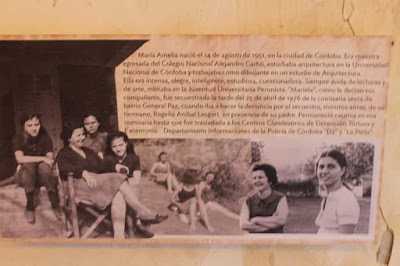 María Amelia nació el 14 de agosto de 1951, en la ciudad de Córdoba. Era maestra
egresada del Colegio Nacional Alejandro Carbó, estudiaba arquitectura en la Universidad
Nacional de Córdoba y trabajaba como dibujante en un estudio de Arquitectura.
Ella era intensa, alegre, inteligente, estudiosa, cuestionadora. Siempre ávida de lecturas y
de arte, militaba en la Juventud Universitaria Peronista. "Mariela", como le decían sus
compañeros, fue secuestrada la tarde del 25 de abril de 1976 de la comisaría sexta de
barrio General Paz, cuando iba a hacer la denuncia por el secuestro, minutos antes, de su
hermano, Rogelio Aníbal Lesgart, en presencia de su padre. Permaneció cautiva en esa
comisaría hasta que fue trasladada a los Centros Clandestinos de Detención, Tortura y
Exterminio Departamento Informaciones de la Policía de Córdoba "D2" y "La Perla".